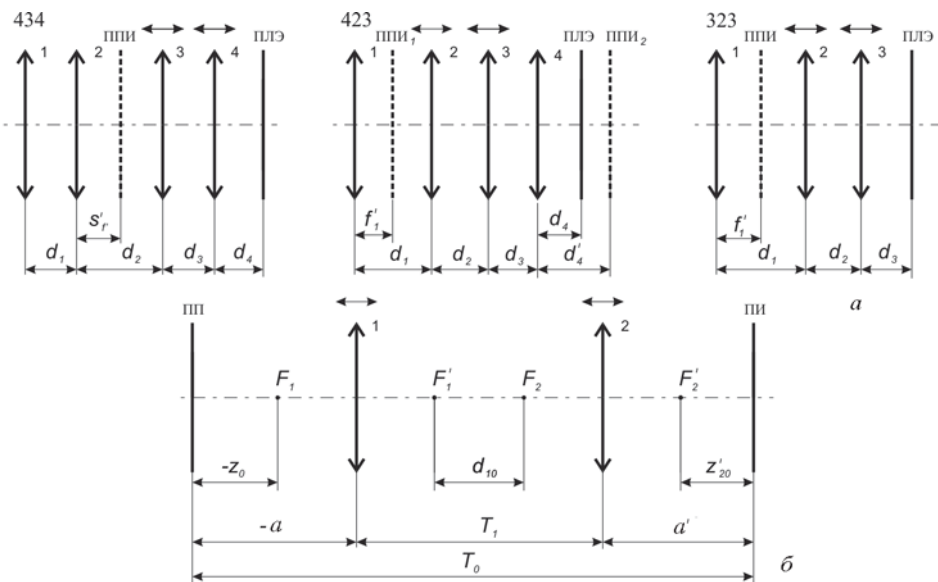 434 423 323
ППИ ППИ₁ ПЛЭ ППИ₂ ППИ ПЛЭ
1 2 3 4 ПЛЭ 1 2 3 4 1 2 3
s'f' f'₁ d₄ f'₁
d₁ d₂ d₃ d₄ d₁ d₂ d₃ d'₄ d₁ d₂ d₃
а
ПП 1 2 ПИ
F₁ F'₁ F₂ F'₂
-z₀ d₁₀ z'₂₀
-a T₁ a'
T₀
б